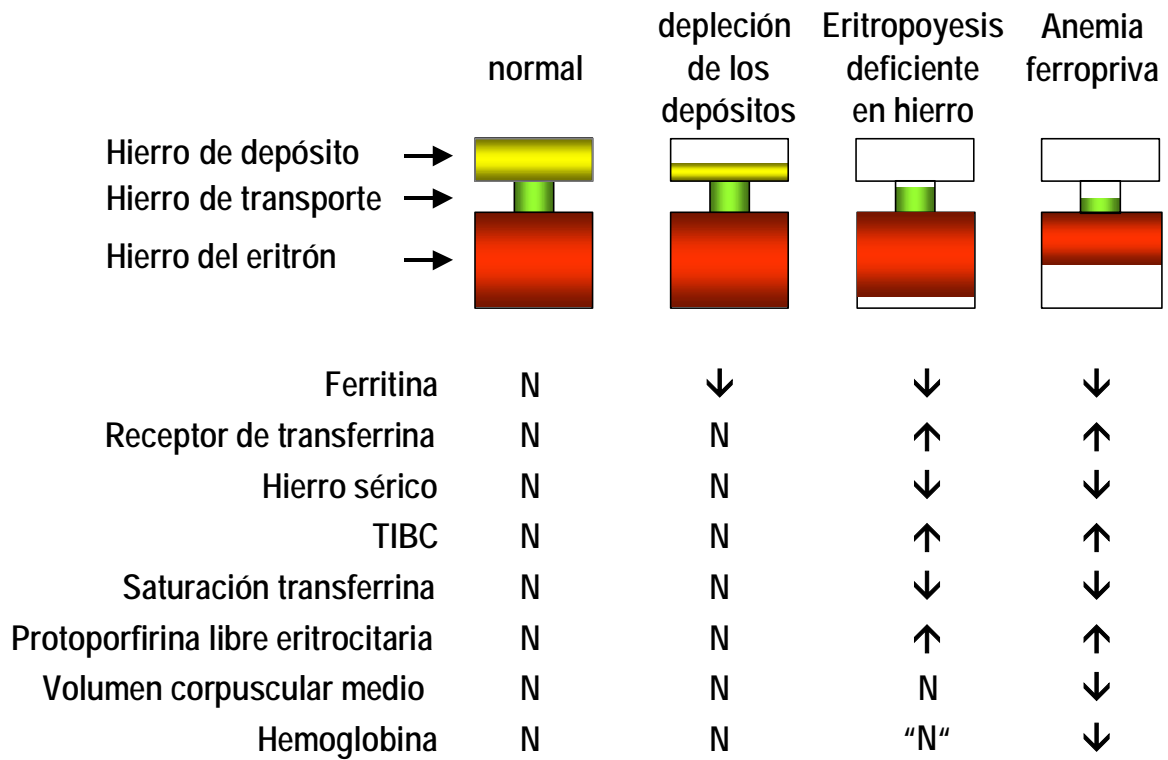 normal
depleción
de los
depósitos
Eritropoyesis
deficiente
en hierro
Anemia
ferropriva
Hierro de depósito →
Hierro de transporte →
Hierro del eritrón →
Ferritina N ↓ ↓ ↓
Receptor de transferrina N N ↑ ↑
Hierro sérico N N ↓ ↓
TIBC N N ↑ ↑
Saturación transferrina N N ↓ ↓
Protoporfirina libre eritrocitaria N N ↑ ↑
Volumen corpuscular medio N N N ↓
Hemoglobina N N “N“ ↓